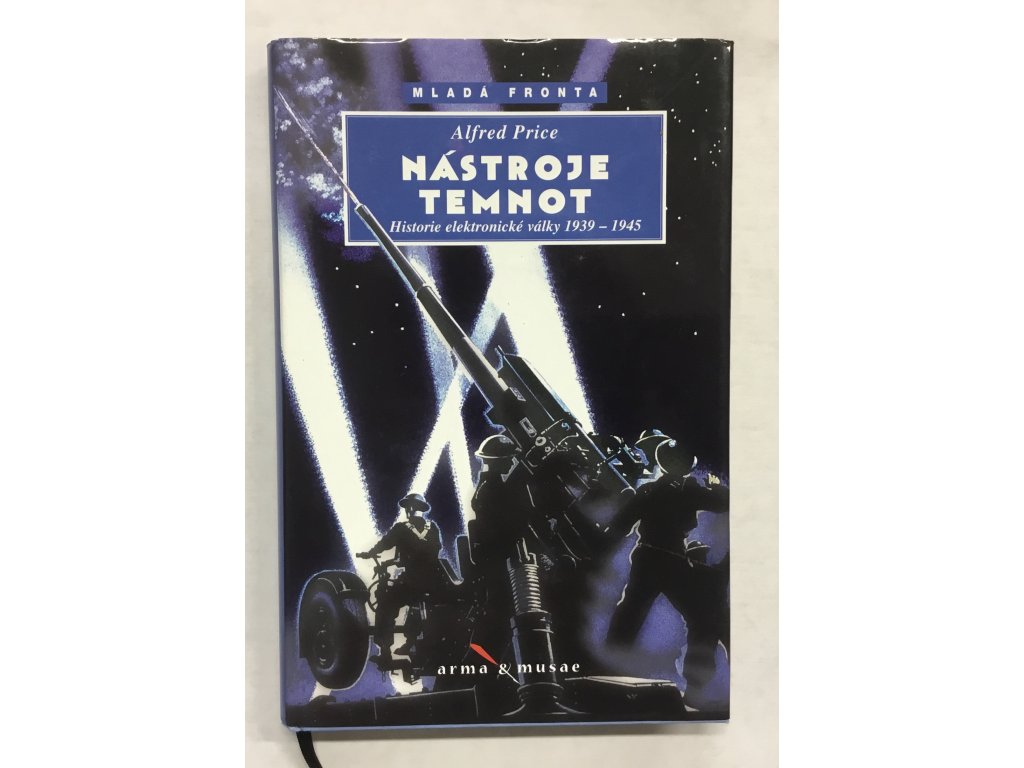 MLADÁ FRONTA
Alfred Price
NÁSTROJE
TEMNOT
Historie elektronické války 1939 – 1945
arma & musae